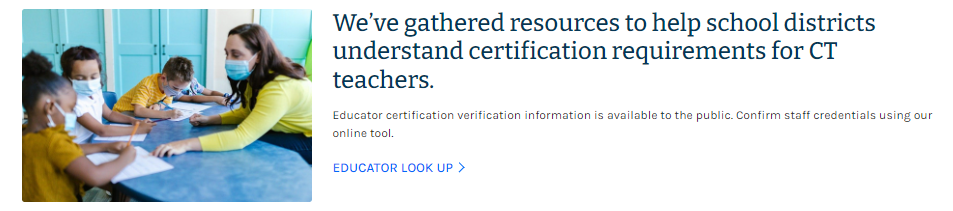 We’ve gathered resources to help school districts
understand certification requirements for CT
teachers.
Educator certification verification information is available to the public. Confirm staff credentials using our
online tool.
EDUCATOR LOOK UP